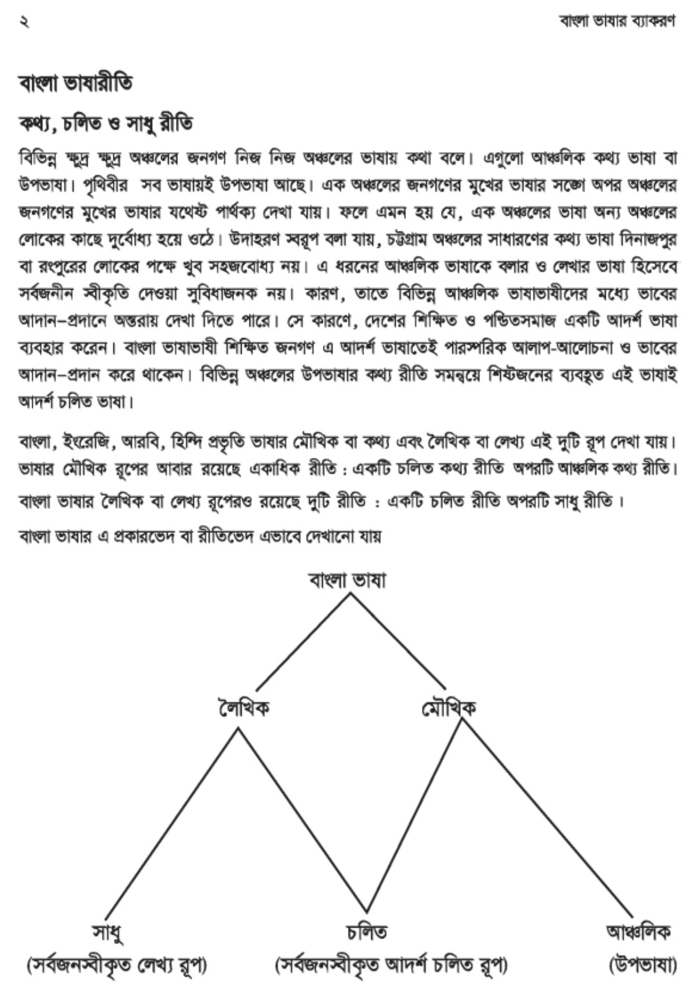 ২ বাংলা ভাষার ব্যাকরণ
বাংলা ভাষারীতি
কথ্য, চলিত ও সাধু রীতি
বিভিন্ন ক্ষুদ্র ক্ষুদ্র অঞ্চলের জনগণ নিজ নিজ অঞ্চলের ভাষায় কথা বলে। এগুলো আঞ্চলিক কথ্য ভাষা বা
উপভাষা। পৃথিবীর সব ভাষায়ই উপভাষা আছে। এক অঞ্চলের জনগণের মুখের ভাষার সঙ্গে অপর অঞ্চলের
জনগণের মুখের ভাষার যথেষ্ট পার্থক্য দেখা যায়। ফলে এমন হয় যে, এক অঞ্চলের ভাষা অন্য অঞ্চলের
লোকের কাছে দুর্বোধ্য হয়ে ওঠে। উদাহরণ স্বরূপ বলা যায়, চট্টগ্রাম অঞ্চলের সাধারণের কথ্য ভাষা দিনাজপুর
বা রংপুরের লোকের পক্ষে খুব সহজবোধ্য নয়। এ ধরনের আঞ্চলিক ভাষাকে বলার ও লেখার ভাষা হিসেবে
সর্বজনীন স্বীকৃতি দেওয়া সুবিধাজনক নয়। কারণ, তাতে বিভিন্ন আঞ্চলিক ভাষাভাষীদের মধ্যে ভাবের
আদান–প্রদানে অন্তরায় দেখা দিতে পারে। সে কারণে, দেশের শিক্ষিত ও পণ্ডিতসমাজ একটি আদর্শ ভাষা
ব্যবহার করেন। বাংলা ভাষাভাষী শিক্ষিত জনগণ এ আদর্শ ভাষাতেই পারস্পরিক আলাপ-আলোচনা ও ভাবের
আদান–প্রদান করে থাকেন। বিভিন্ন অঞ্চলের উপভাষার কথ্য রীতি সমন্বয়ে শিষ্টজনের ব্যবহৃত এই ভাষাই
আদর্শ চলিত ভাষা।
বাংলা, ইংরেজি, আরবি, হিন্দি প্রভৃতি ভাষার মৌখিক বা কথ্য এবং লৈখিক বা লেখ্য এই দুটি রূপ দেখা যায়।
ভাষার মৌখিক রূপের আবার রয়েছে একাধিক রীতি : একটি চলিত কথ্য রীতি অপরটি আঞ্চলিক কথ্য রীতি।
বাংলা ভাষার লৈখিক বা লেখ্য রূপেরও রয়েছে দুটি রীতি : একটি চলিত রীতি অপরটি সাধু রীতি।
বাংলা ভাষার এ প্রকারভেদ বা রীতিভেদ এভাবে দেখানো যায়
বাংলা ভাষা
লৈখিক মৌখিক
সাধু চলিত আঞ্চলিক
(সর্বজনস্বীকৃত লেখ্য রূপ) (সর্বজনস্বীকৃত আদর্শ চলিত রূপ) (উপভাষা)